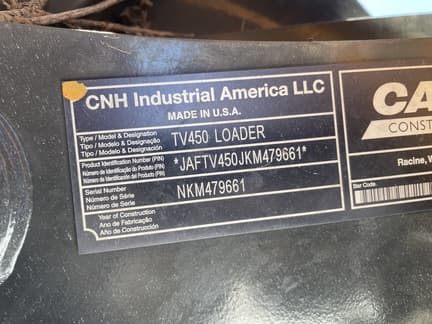 CNH Industrial America LLC
MADE IN U.S.A.
Type / Model & Designation
Tipo / Modelo & Designação
Tipo / Modelo & Designación
TV450 LOADER
Product Identification Number (PIN)
Número de Identificação do Produto (PIN)
Número de Identificación del Producto (PIN)
*JAFTV450JKM479661*
Serial Number
Número de Série
Número de Série
NKM479661
Year of Construction
Ano de Fabricação
Año de Construcción
CA
CONST
Racine, W
Bar Code